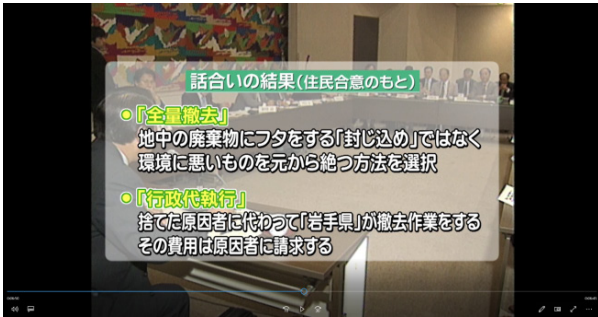 話合いの結果（住民合意のもと）
●「全量撤去」
地中の廃棄物にフタをする「封じ込め」ではなく
環境に悪いものを元から絶つ方法を選択
●「行政代執行」
捨てた原因者に代わって「岩手県」が撤去作業をする
その費用は原因者に請求する